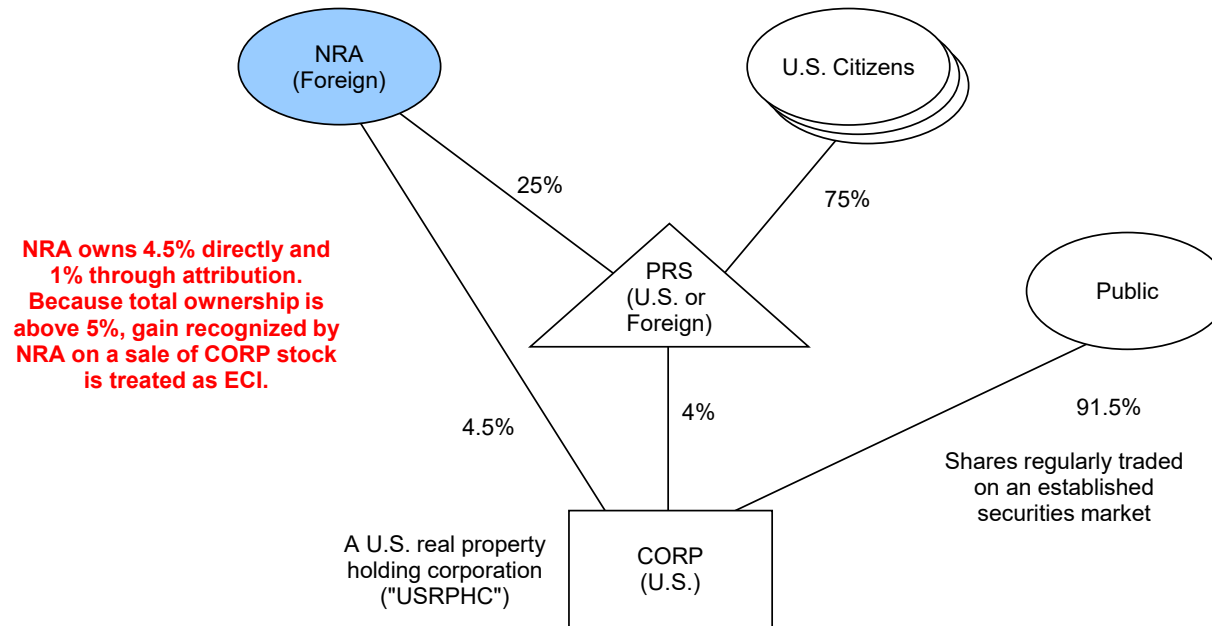 NRA
(Foreign)
U.S. Citizens
25%
75%
NRA owns 4.5% directly and
1% through attribution.
Because total ownership is
above 5%, gain recognized by
NRA on a sale of CORP stock
is treated as ECI.
PRS
(U.S. or
Foreign)
Public
4.5%
4%
91.5%
Shares regularly traded
on an established
securities market
A U.S. real property
holding corporation
("USRPHC")
CORP
(U.S.)